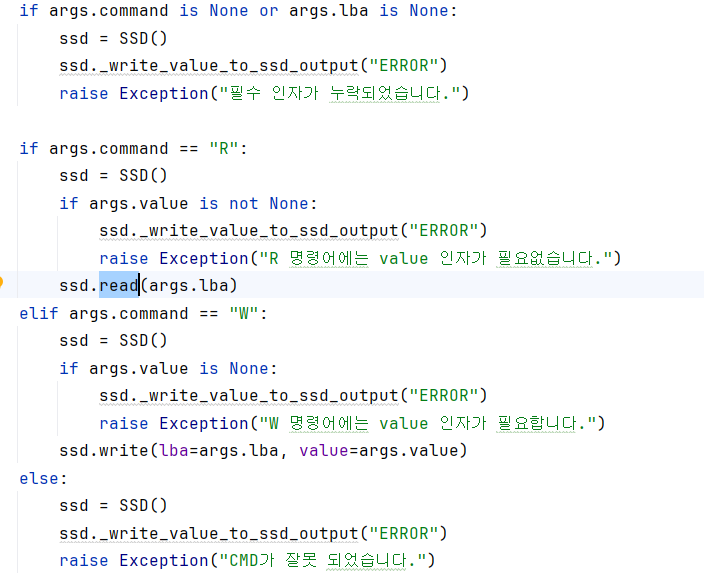 if args.command is None or args.lba is None:
    ssd = SSD()
    ssd._write_value_to_ssd_output("ERROR")
    raise Exception("필수 인자가 누락되었습니다.")

if args.command == "R":
    ssd = SSD()
    if args.value is not None:
        ssd._write_value_to_ssd_output("ERROR")
        raise Exception("R 명령어에는 value 인자가 필요없습니다.")
    ssd.read(args.lba)
elif args.command == "W":
    ssd = SSD()
    if args.value is None:
        ssd._write_value_to_ssd_output("ERROR")
        raise Exception("W 명령어에는 value 인자가 필요합니다.")
    ssd.write(lba=args.lba, value=args.value)
else:
    ssd = SSD()
    ssd._write_value_to_ssd_output("ERROR")
    raise Exception("CMD가 잘못 되었습니다.")